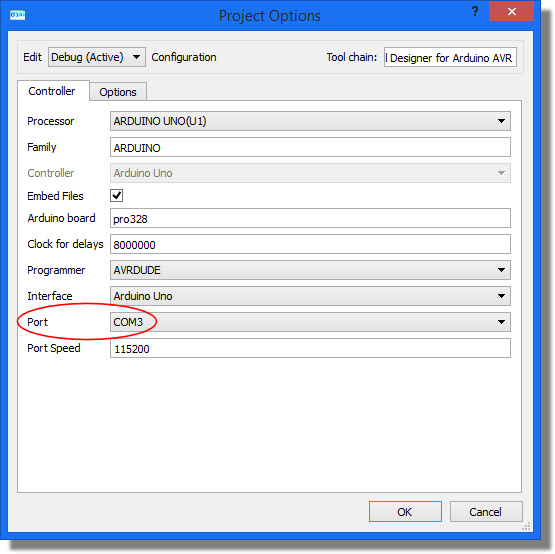 Project Options
?
Edit Debug (Active) Configuration Tool chain: l Designer for Arduino AVR
Controller Options
Processor ARDUINO UNO(U1)
Family ARDUINO
Controller Arduino Uno
Embed Files
Arduino board pro328
Clock for delays 8000000
Programmer AVRDUDE
Interface Arduino Uno
Port COM3
Port Speed 115200
OK Cancel